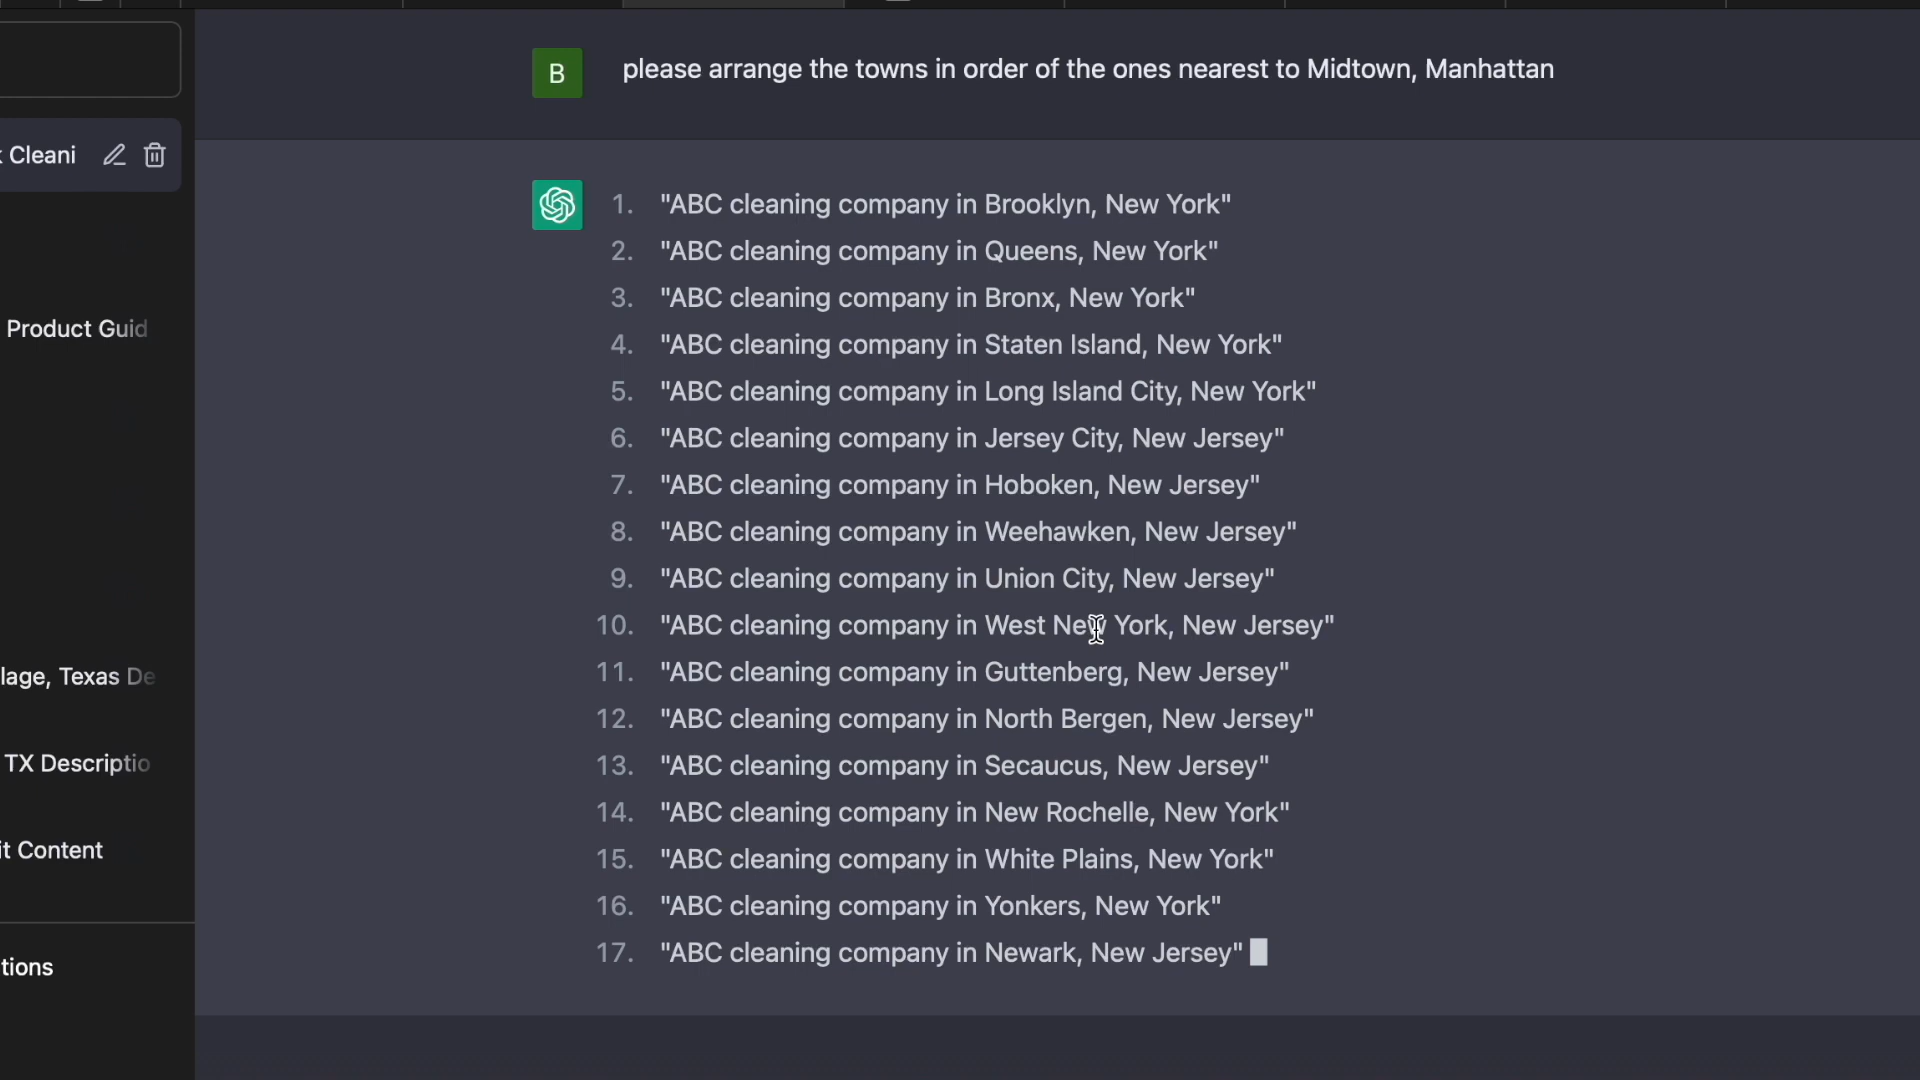 please arrange the towns in order of the ones nearest to Midtown, Manhattan
B
Cleani
Product Guid
lage, Texas De
TX Descriptio
it Content
tions
1. "ABC cleaning company in Brooklyn, New York"
2. "ABC cleaning company in Queens, New York"
3. "ABC cleaning company in Bronx, New York"
4. "ABC cleaning company in Staten Island, New York"
5. "ABC cleaning company in Long Island City, New York"
6. "ABC cleaning company in Jersey City, New Jersey"
7. "ABC cleaning company in Hoboken, New Jersey"
8. "ABC cleaning company in Weehawken, New Jersey"
9. "ABC cleaning company in Union City, New Jersey"
10. "ABC cleaning company in West New York, New Jersey"
11. "ABC cleaning company in Guttenberg, New Jersey"
12. "ABC cleaning company in North Bergen, New Jersey"
13. "ABC cleaning company in Secaucus, New Jersey"
14. "ABC cleaning company in New Rochelle, New York"
15. "ABC cleaning company in White Plains, New York"
16. "ABC cleaning company in Yonkers, New York"
17. "ABC cleaning company in Newark, New Jersey"